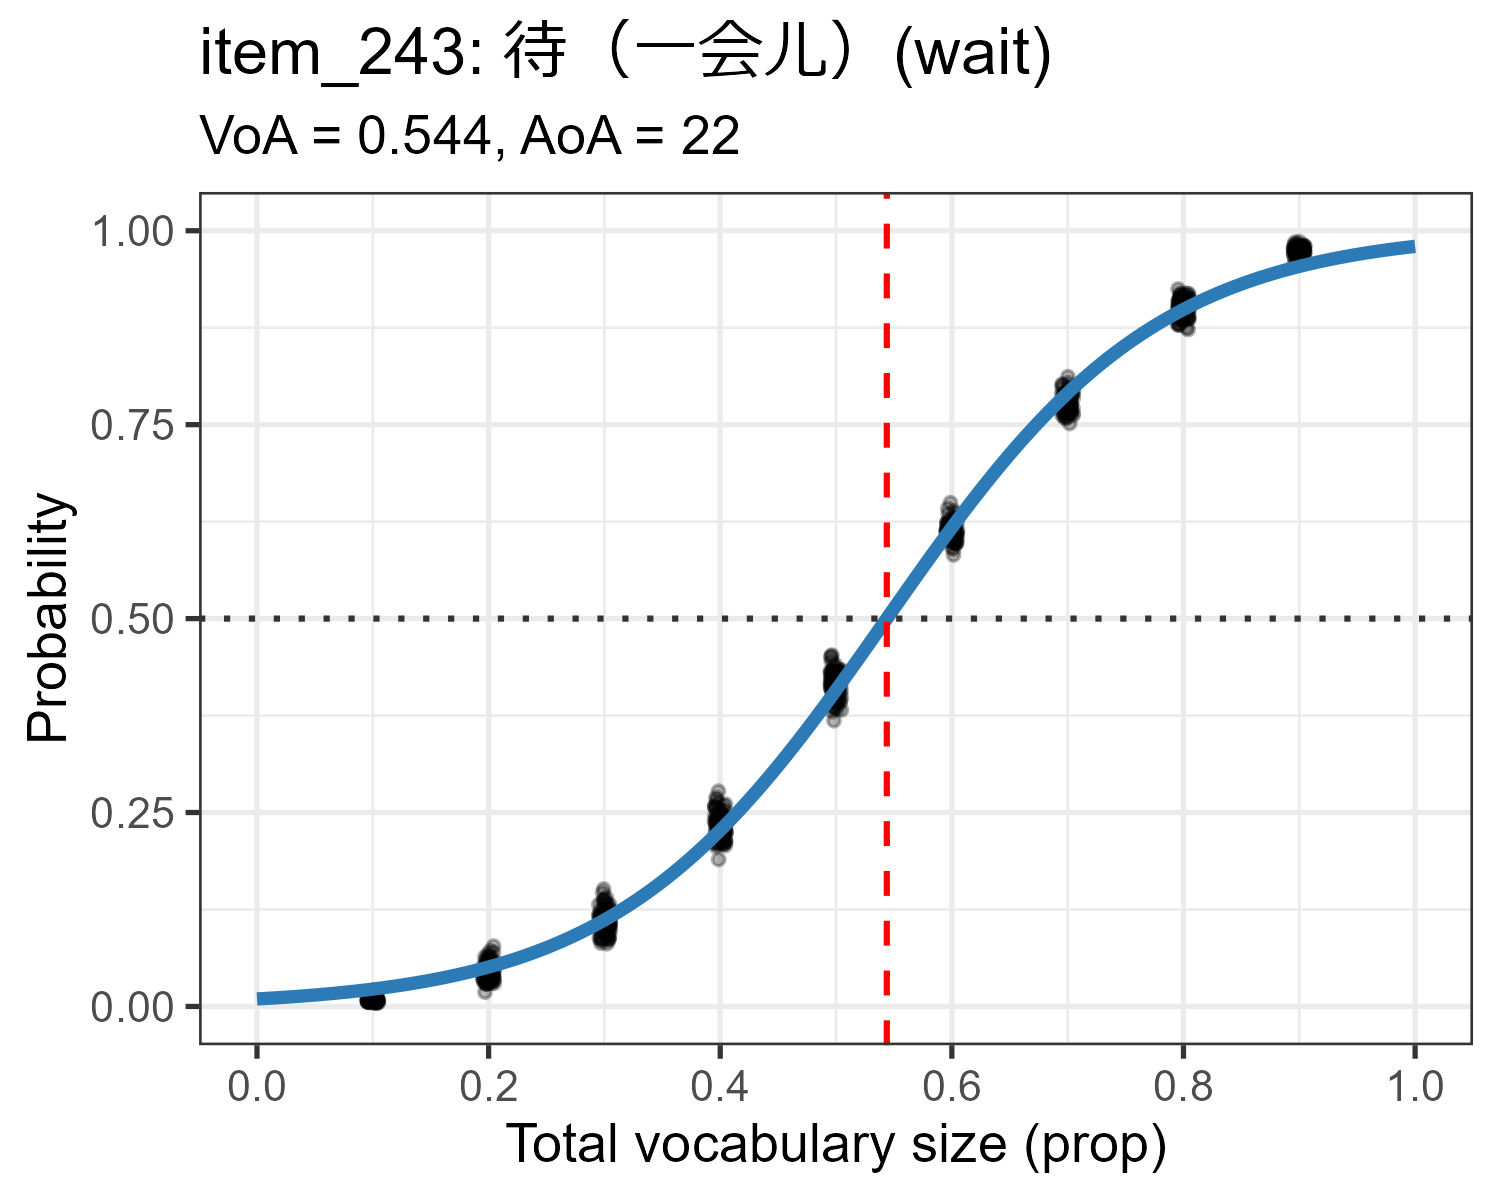 item_243: 待（一会儿）(wait)
VoA = 0.544, AoA = 22
1.00
0.75
0.50
0.25
0.00
Probability
0.0 0.2 0.4 0.6 0.8 1.0
Total vocabulary size (prop)